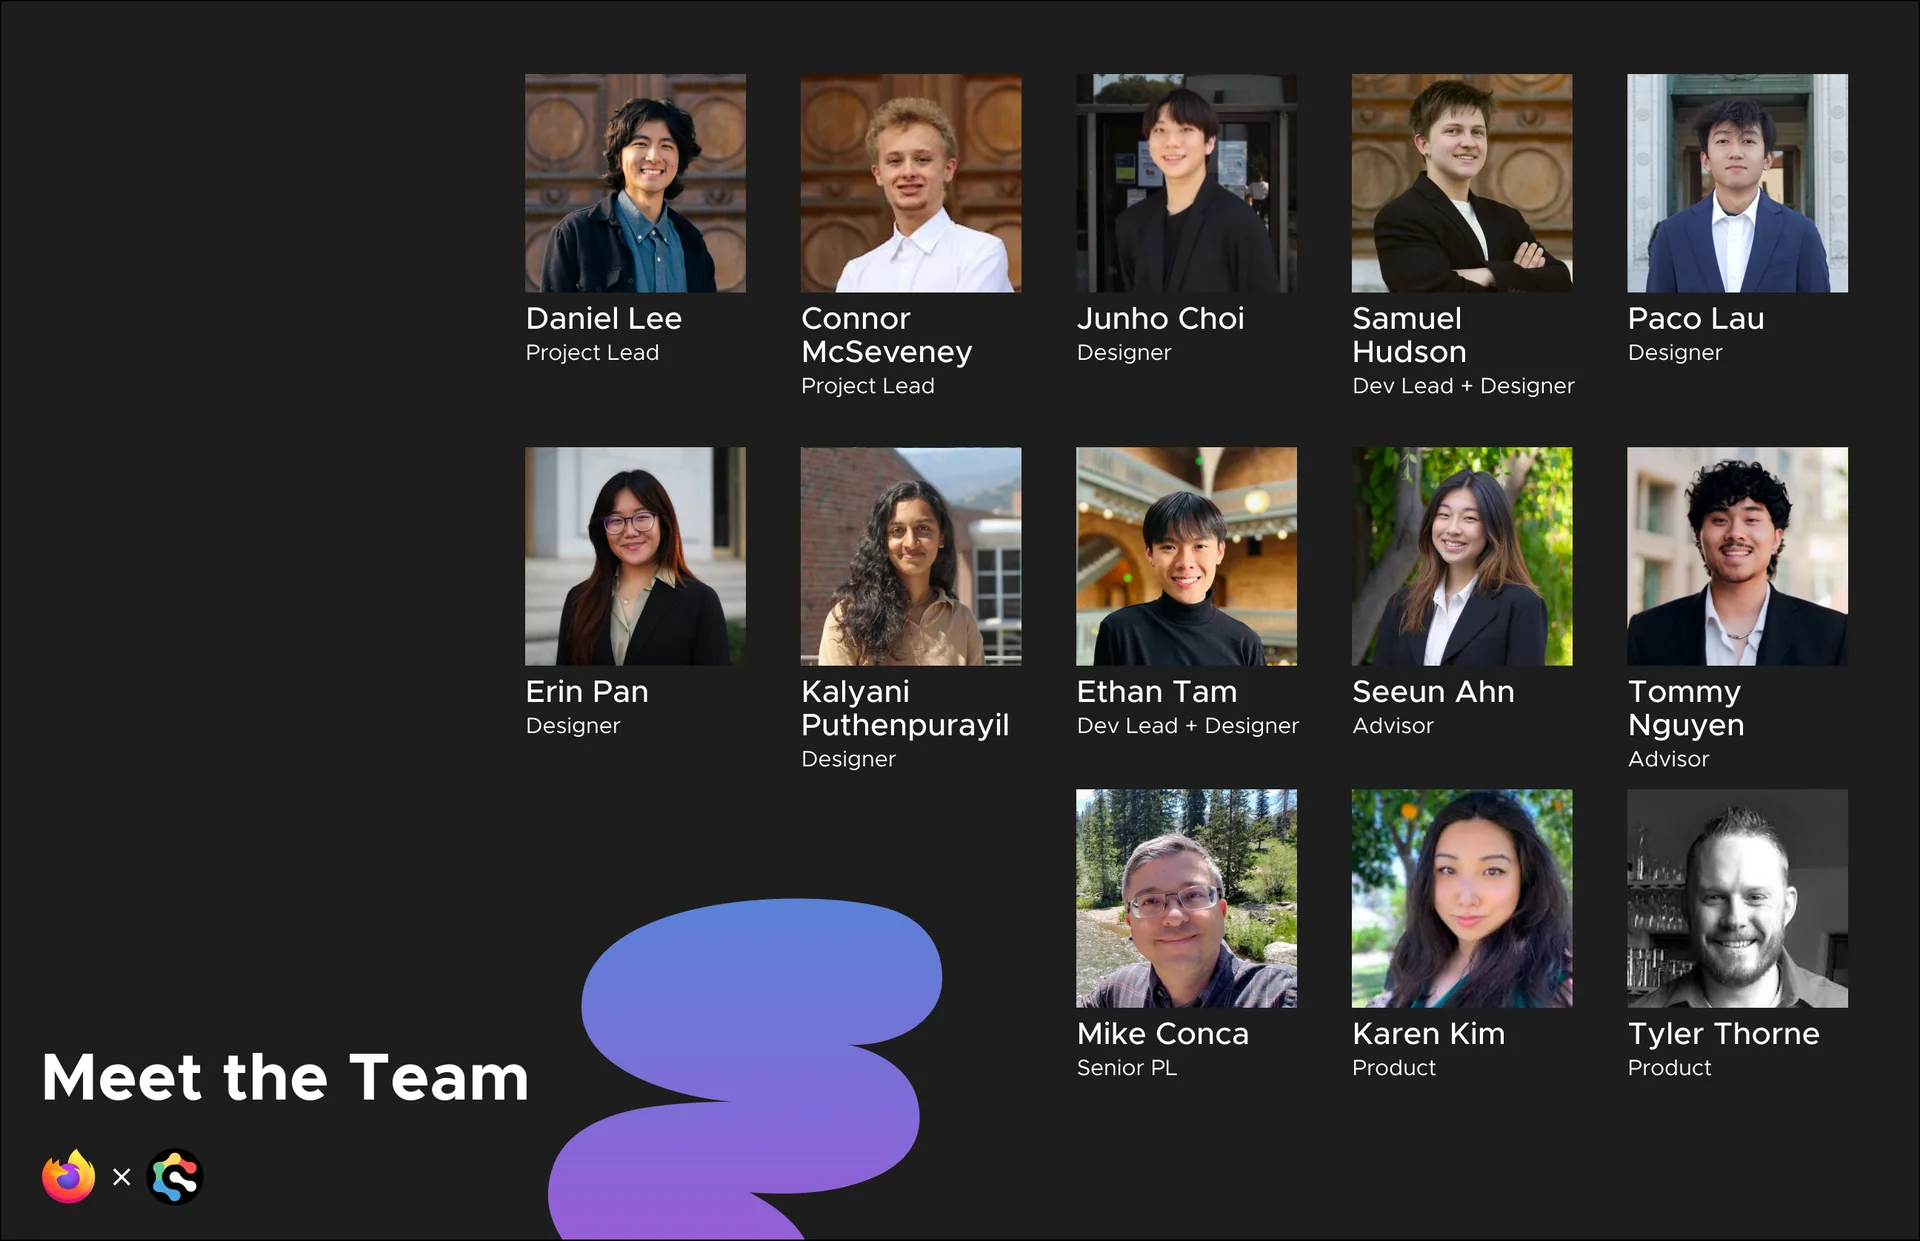 Daniel Lee
Project Lead
Connor
McSeveney
Project Lead
Junho Choi
Designer
Samuel
Hudson
Dev Lead + Designer
Paco Lau
Designer
Erin Pan
Designer
Kalyani
Puthenpurayil
Designer
Ethan Tam
Dev Lead + Designer
Seeun Ahn
Advisor
Tommy
Nguyen
Advisor
Mike Conca
Senior PL
Karen Kim
Product
Tyler Thorne
Product
Meet the Team
×